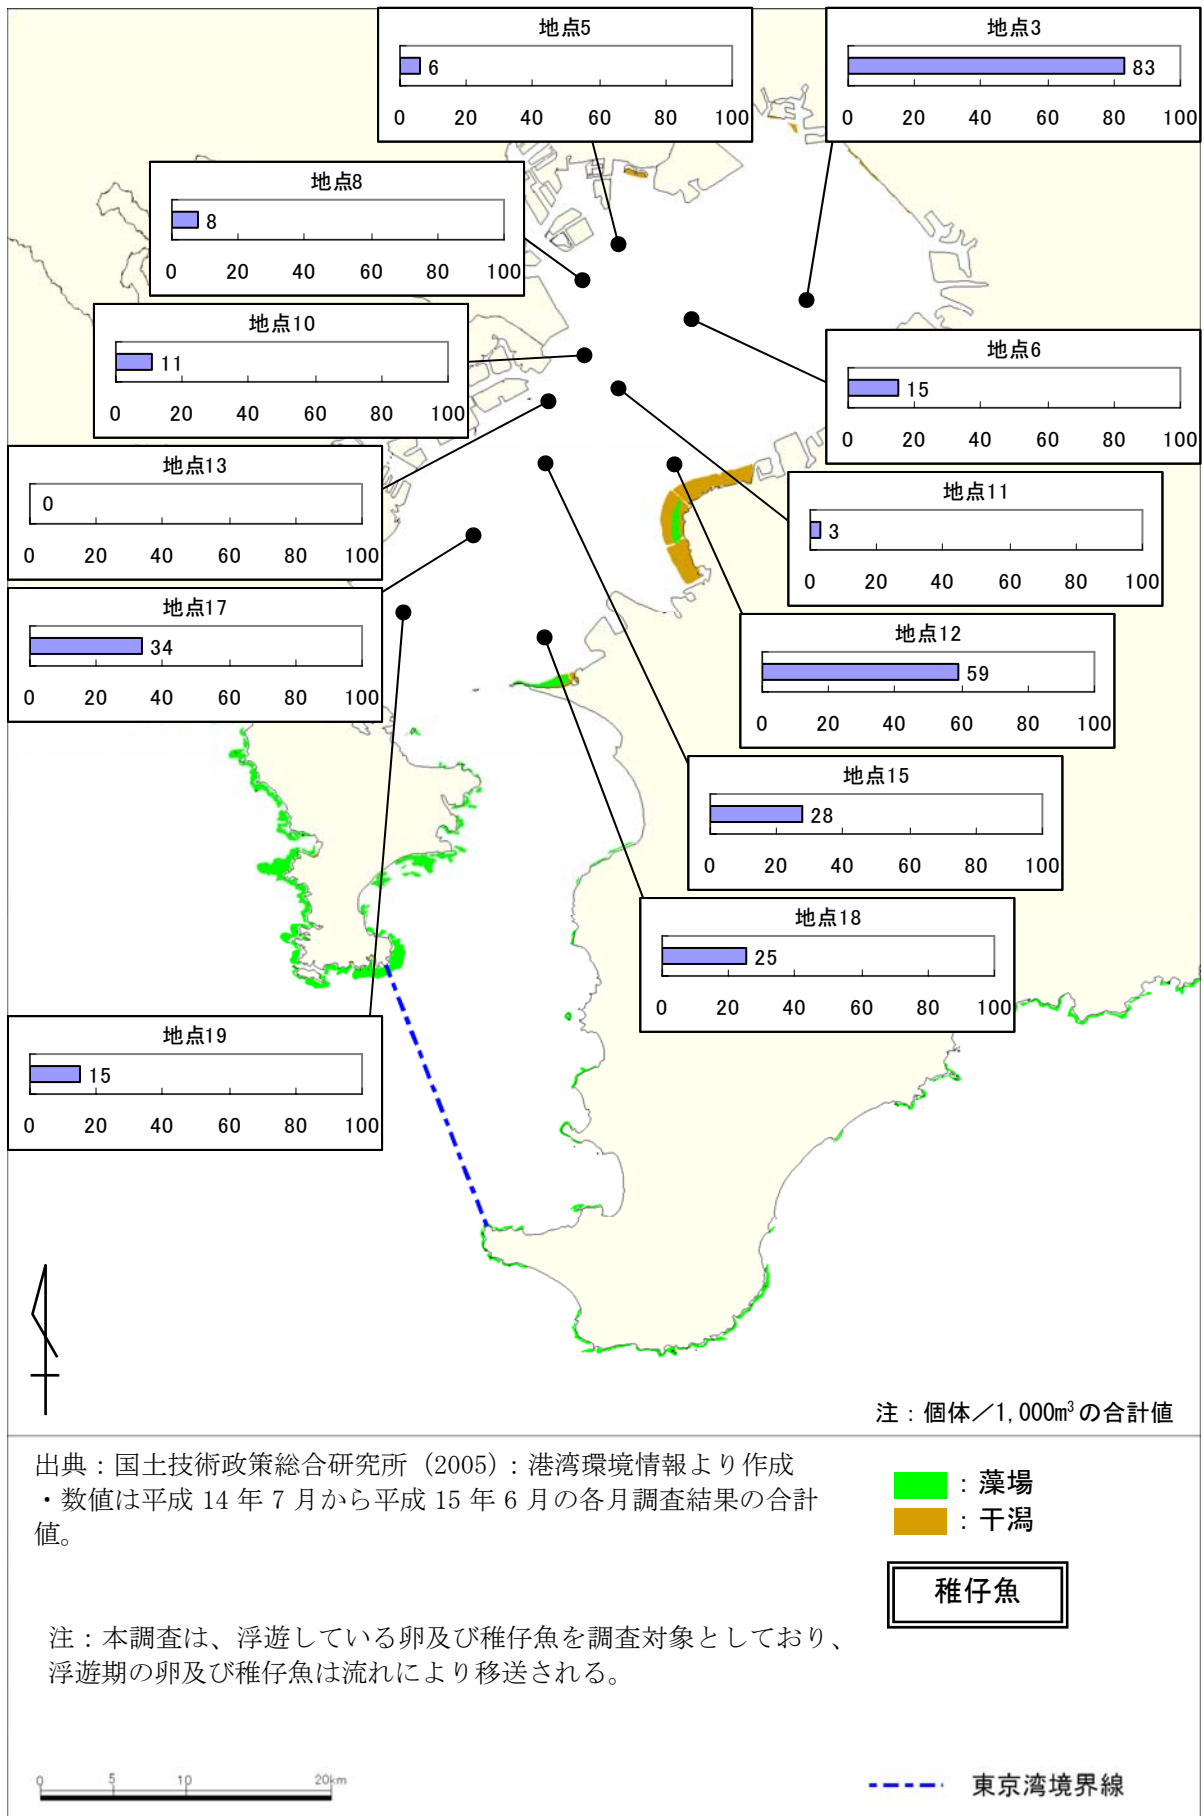 地点5
6
0 20 40 60 80 100
地点3
83
0 20 40 60 80 100
地点8
8
0 20 40 60 80 100
地点10
11
0 20 40 60 80 100
地点6
15
0 20 40 60 80 100
地点13
0
0 20 40 60 80 100
地点11
3
0 20 40 60 80 100
地点17
34
0 20 40 60 80 100
地点12
59
0 20 40 60 80 100
地点15
28
0 20 40 60 80 100
地点18
25
0 20 40 60 80 100
地点19
15
0 20 40 60 80 100
注：個体／1,000m³の合計値
出典：国土技術政策総合研究所（2005）：港湾環境情報より作成
・数値は平成 14 年 7 月から平成 15 年 6 月の各月調査結果の合計
値。
：藻場
：干潟
稚仔魚
注：本調査は、浮遊している卵及び稚仔魚を調査対象としており、
浮遊期の卵及び稚仔魚は流れにより移送される。
0 5 10 20km
東京湾境界線